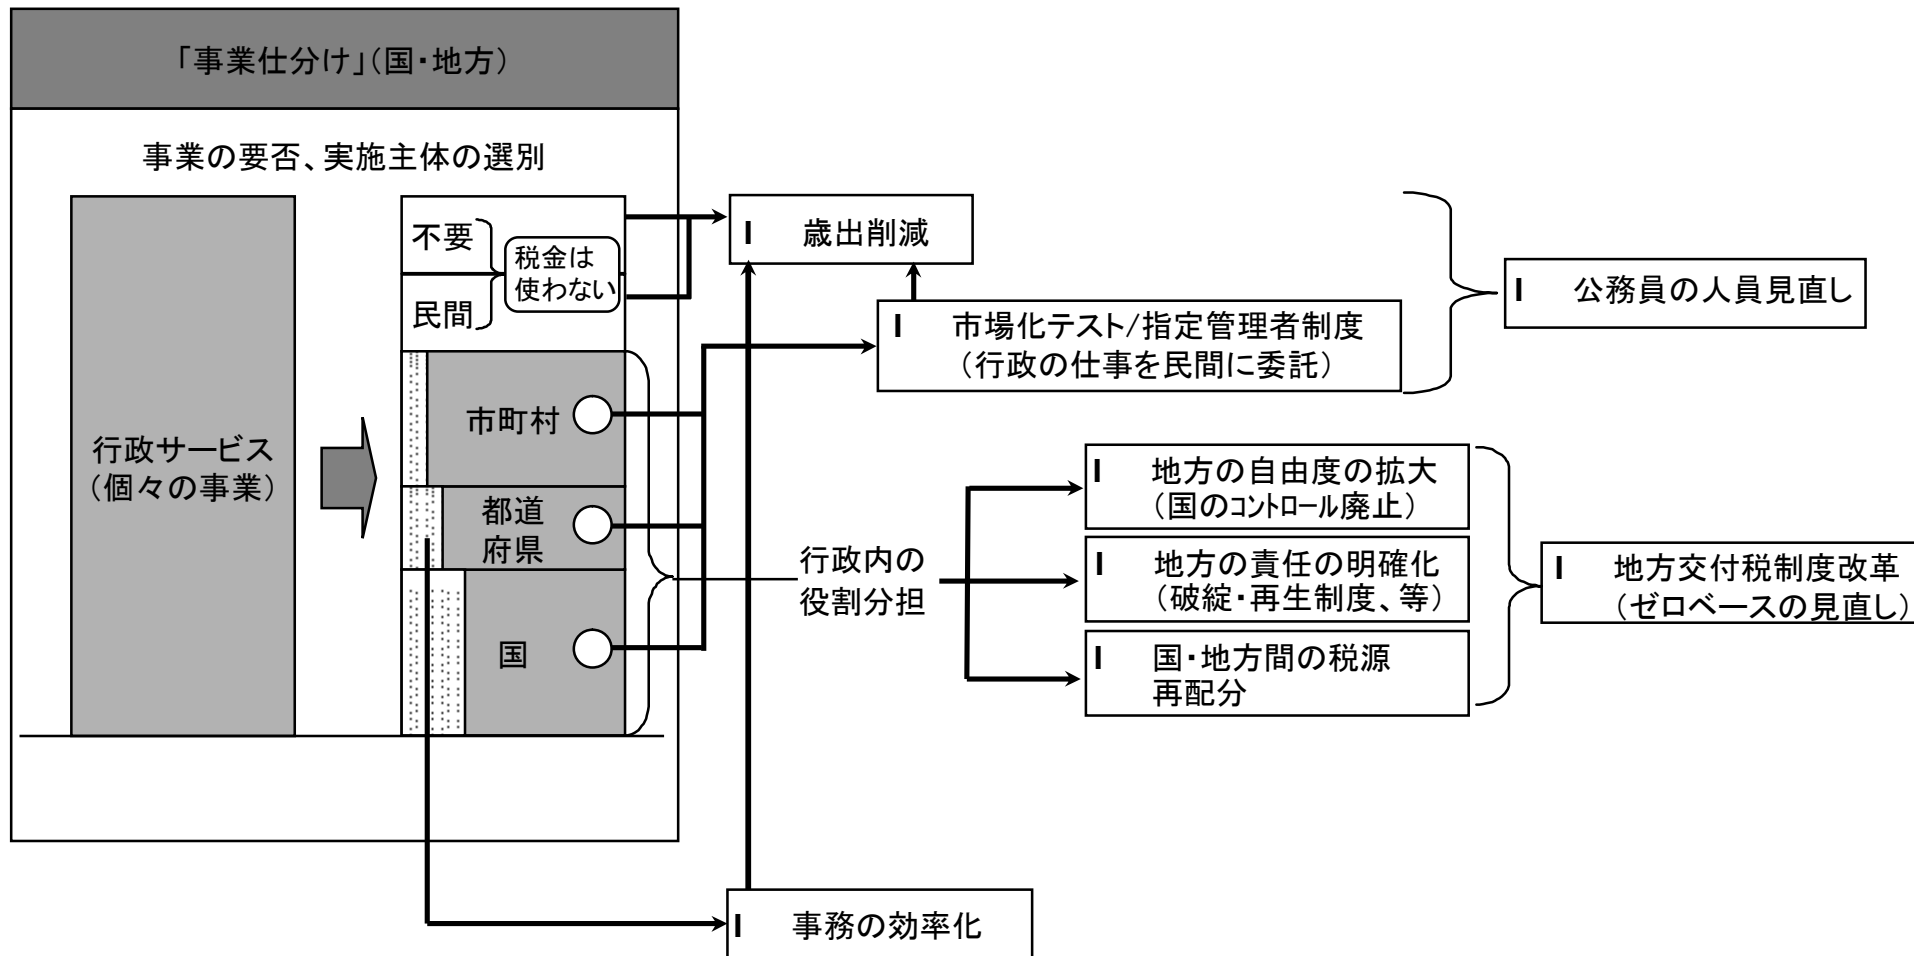 「事業仕分け」(国・地方)
事業の要否、実施主体の選別
行政サービス
(個々の事業)
不要
民間
税金は
使わない
市町村
都道
府県
国
l 歳出削減
l 市場化テスト/指定管理者制度
(行政の仕事を民間に委託)
l 公務員の人員見直し
行政内の
役割分担
l 地方の自由度の拡大
(国のコントロール廃止)
l 地方の責任の明確化
(破綻・再生制度、等)
l 国・地方間の税源
再配分
l 地方交付税制度改革
(ゼロベースの見直し)
l 事務の効率化